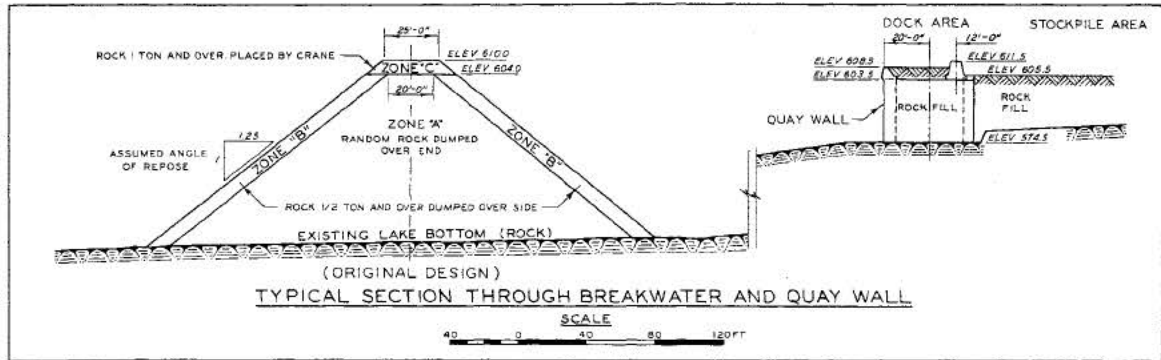 25'-0"
ROCK 1 TON AND OVER PLACED BY CRANE
ZONE "C"
ELEV 610.0
ELEV 604.0
20'-0"
ZONE "A"
RANDOM ROCK DUMPED
OVER END
1.25
1
ASSUMED ANGLE
OF REPOSE
ZONE "B"
ZONE "B"
ROCK 1/2 TON AND OVER DUMPED OVER SIDE
EXISTING LAKE BOTTOM (ROCK)
DOCK AREA
STOCKPILE AREA
20'-0"
12'-0"
ELEV 608.5
ELEV 603.5
ELEV 611.5
ELEV 605.5
QUAY WALL
ROCK FILL
ROCK
FILL
ELEV 574.5
(ORIGINAL DESIGN)
TYPICAL SECTION THROUGH BREAKWATER AND QUAY WALL
SCALE
40 0 40 80 120 FT